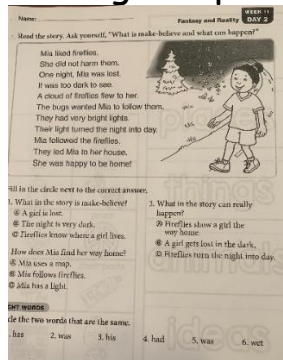 Name:
Fantasy and Reality
WEEK 11
DAY 2
Read the story. Ask yourself, "What is make-believe and what can happen?"
Mia liked fireflies.
She did not harm them.
One night, Mia was lost.
It was too dark to see.
A cloud of fireflies flew to her.
The bugs wanted Mia to follow them.
They had very bright lights.
Their light turned the night into day.
Mia followed the fireflies.
They led Mia to her house.
She was happy to be home!
Fill in the circle next to the correct answer.
1. What in the story is make-believe?
Ⓐ A girl is lost.
Ⓑ The night is very dark.
Ⓒ Fireflies know where a girl lives.
How does Mia find her way home?
Ⓐ Mia uses a map.
Ⓑ Mia follows fireflies.
Ⓒ Mia has a light.
3. What in the story can really
happen?
Ⓐ Fireflies show a girl the
way home.
Ⓑ A girl gets lost in the dark.
Ⓒ Fireflies turn the night into day.
HT WORDS
cle the two words that are the same.
. has 2. was 3. his 4. had 5. was 6. wet